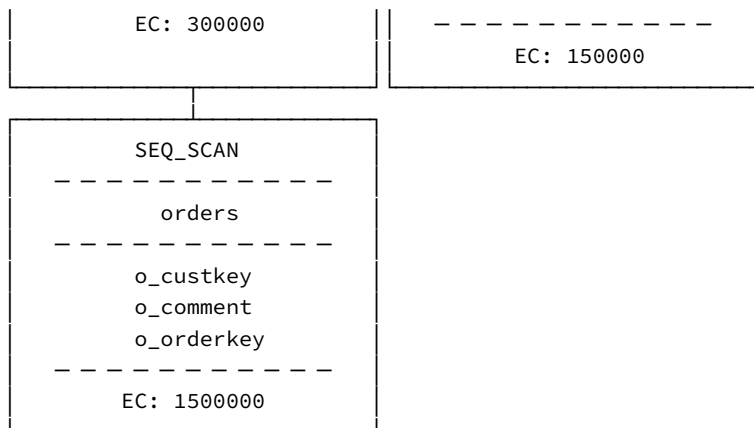 EC: 300000
EC: 150000
SEQ_SCAN
orders
o_custkey
o_comment
o_orderkey
EC: 1500000